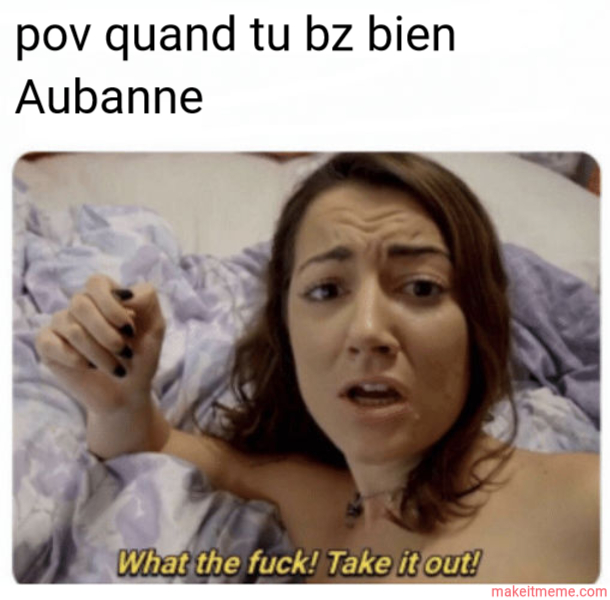 pov quand tu bz bien
Aubanne
What the fuck! Take it out!
makeitmeme.com